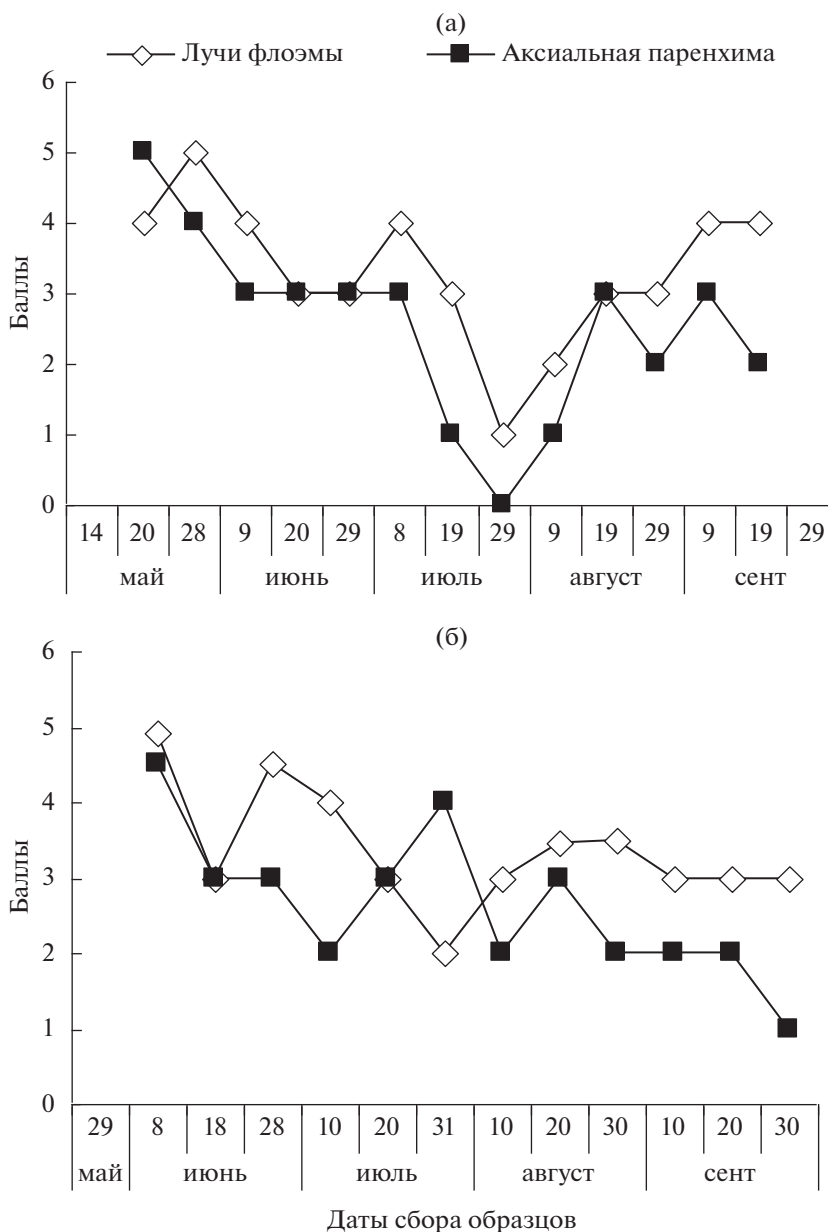 (а)
Лучи флоэмы Аксиальная паренхима
6
5
4
3
2
1
0
Баллы
14 20 28 9 20 29 8 19 29 9 19 29 9 19 29
май июнь июль август сент
(б)
6
5
4
3
2
1
0
Баллы
29 8 18 28 10 20 31 10 20 30 10 20 30
май июнь июль август сент
Даты сбора образцов